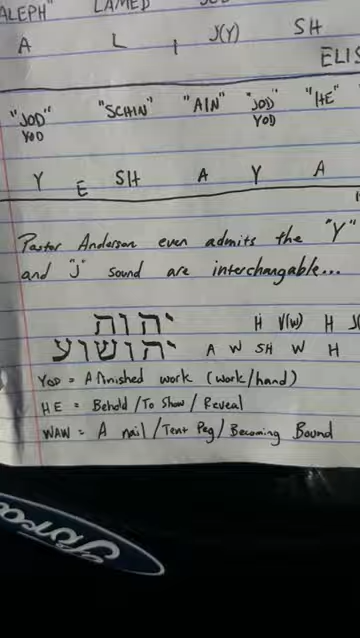 ALEPH" LAMED
A L I J(Y) SH
ELIS
"JOD" "SCHIN" "AIN" "JOD" "HE"
YOD YOD
Y E SH A Y A
Pastor Anderson even admits the "Y"
and "J" sound are interchangable...
יהוה H V(W) H J(
יהושוע A W SH W H
YOD = A finished work (work/hand)
HE = Behold/To Show/Reveal
WAW = A nail/Tent Peg/Becoming Bound
Ford